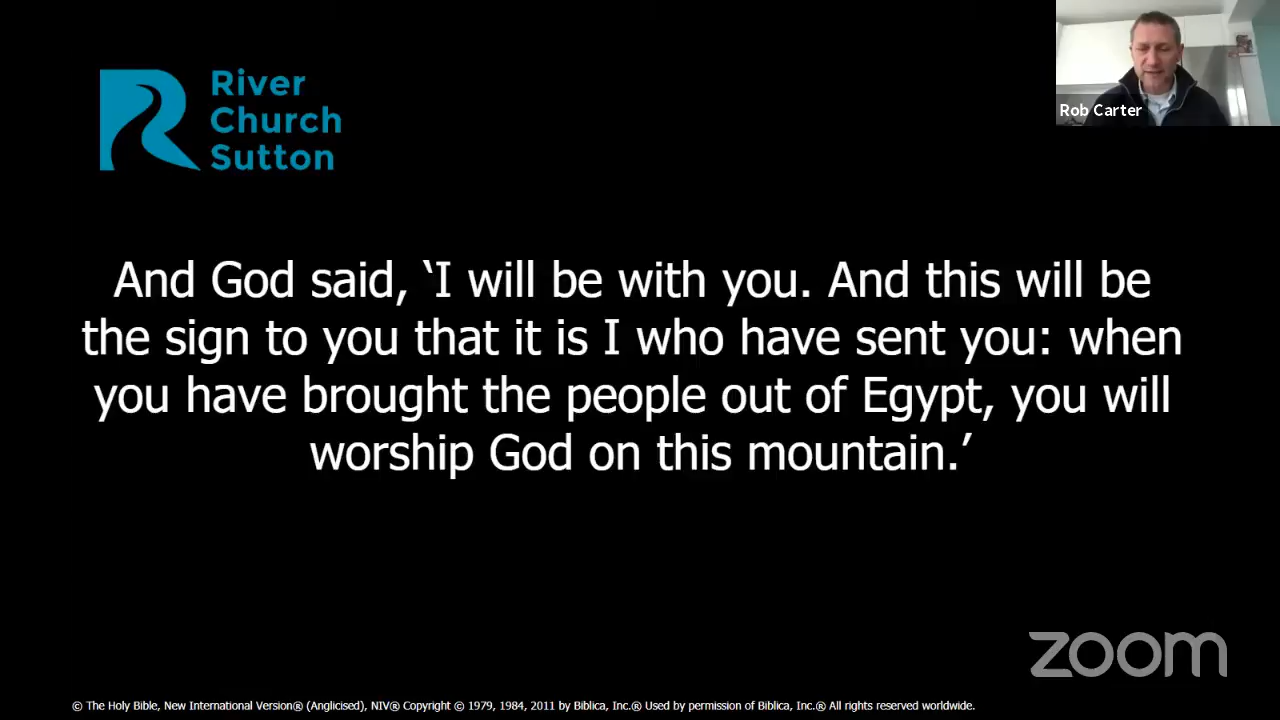 River
Church
Sutton
Rob Carter
And God said, ‘I will be with you. And this will be
the sign to you that it is I who have sent you: when
you have brought the people out of Egypt, you will
worship God on this mountain.’
zoom
© The Holy Bible, New International Version® (Anglicised), NIV® Copyright © 1979, 1984, 2011 by Biblica, Inc.® Used by permission of Biblica, Inc.® All rights reserved worldwide.